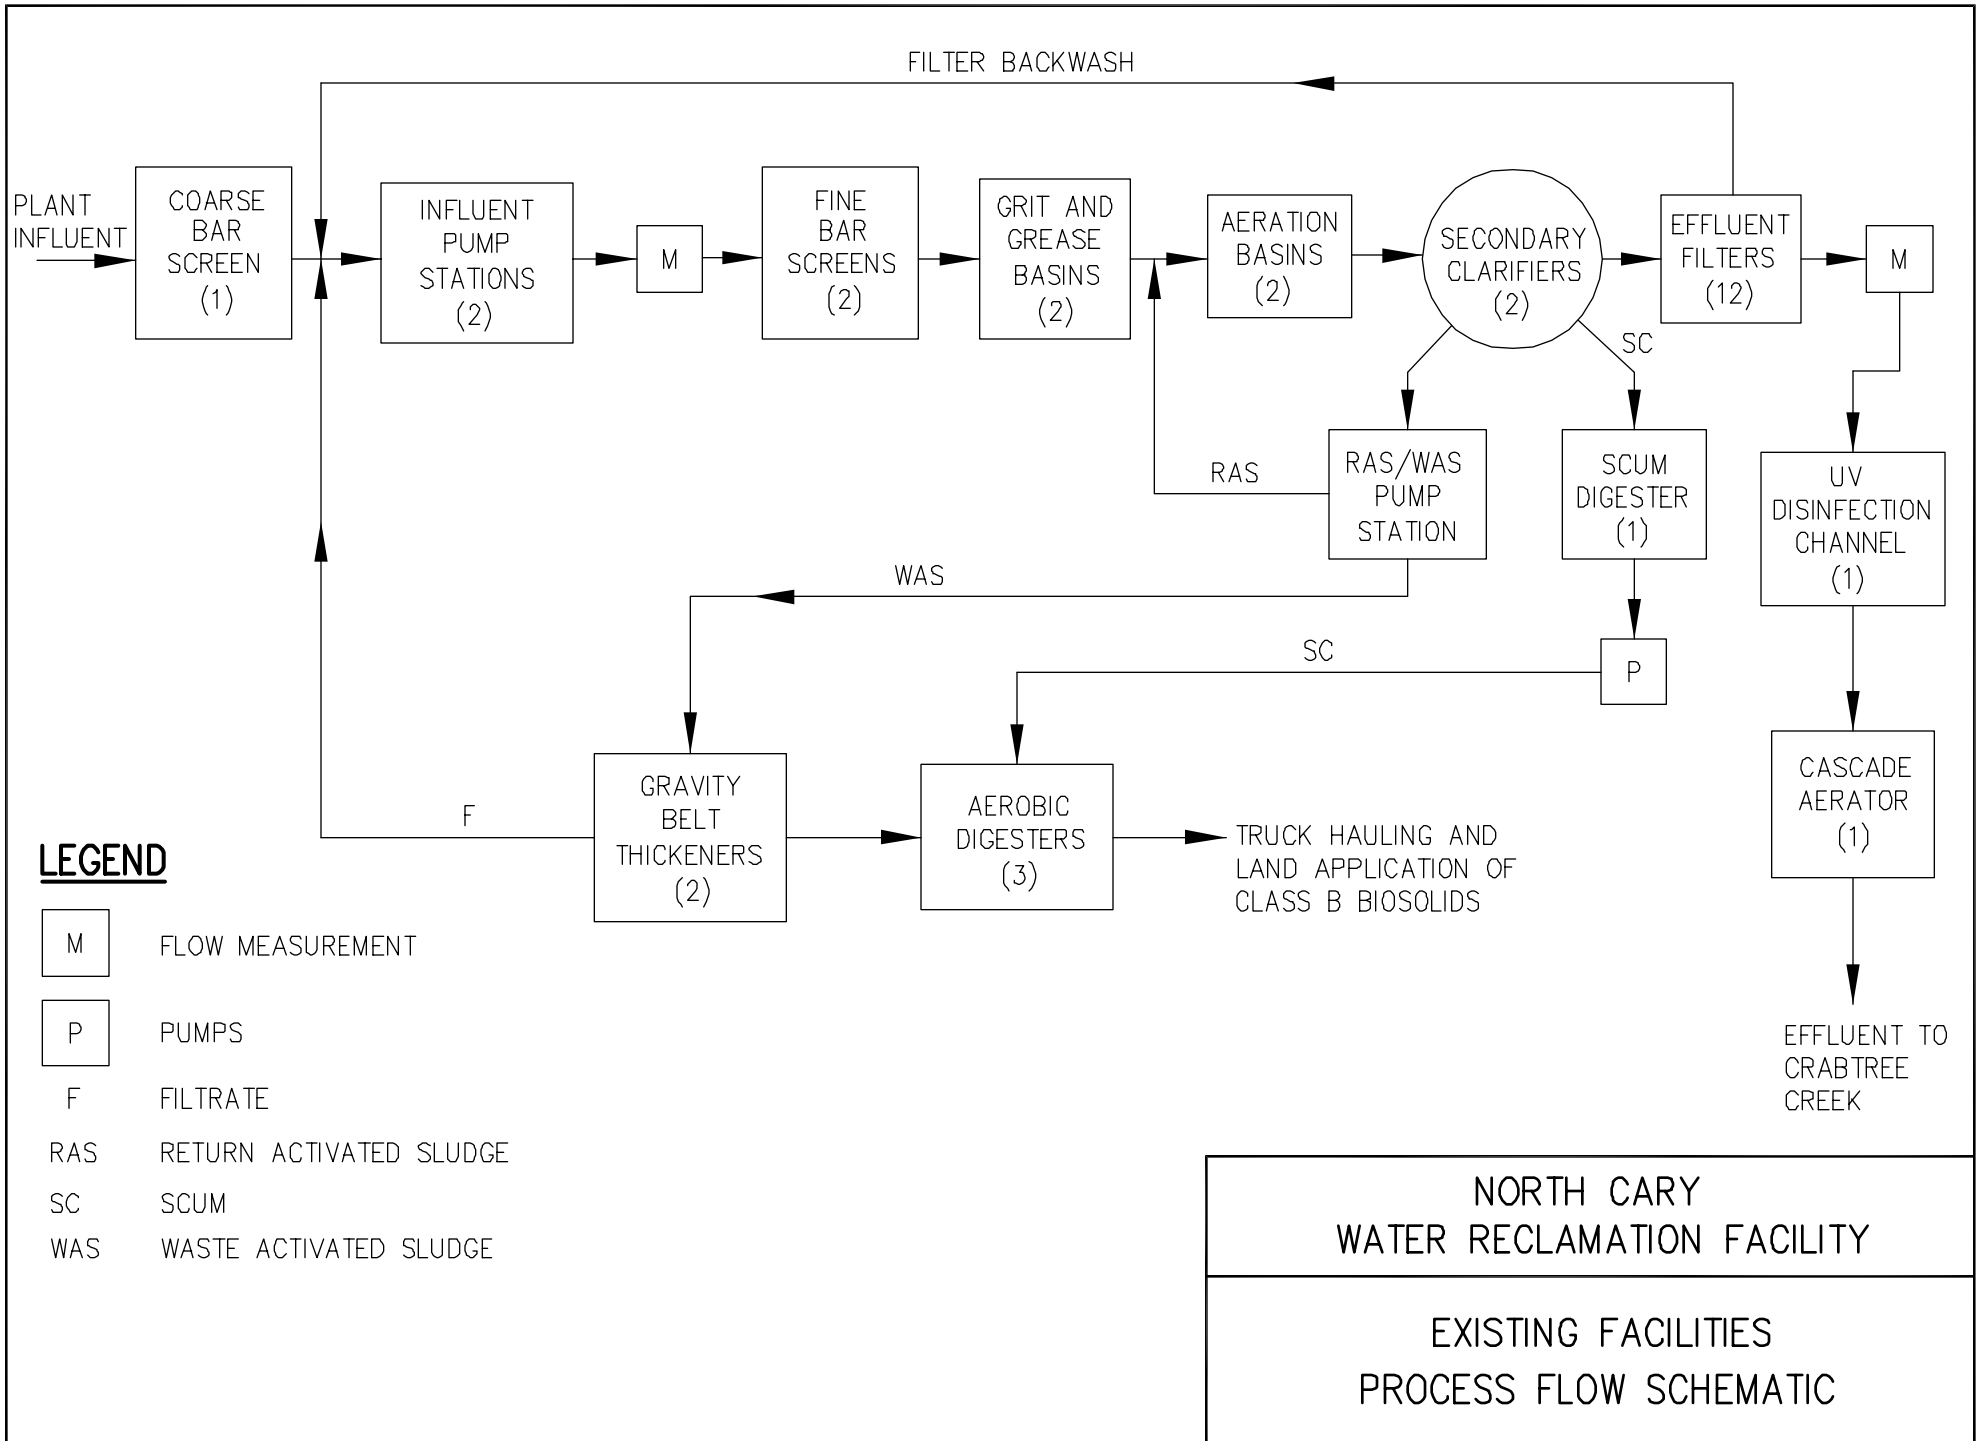 FILTER BACKWASH
PLANT
INFLUENT
COARSE
BAR
SCREEN
(1)
INFLUENT
PUMP
STATIONS
(2)
M
FINE
BAR
SCREENS
(2)
GRIT AND
GREASE
BASINS
(2)
AERATION
BASINS
(2)
SECONDARY
CLARIFIERS
(2)
EFFLUENT
FILTERS
(12)
M
SC
RAS
RAS/WAS
PUMP
STATION
SCUM
DIGESTER
(1)
UV
DISINFECTION
CHANNEL
(1)
WAS
SC
P
GRAVITY
BELT
THICKENERS
(2)
F
AEROBIC
DIGESTERS
(3)
TRUCK HAULING AND
LAND APPLICATION OF
CLASS B BIOSOLIDS
CASCADE
AERATOR
(1)
EFFLUENT TO
CRABTREE
CREEK
LEGEND
M FLOW MEASUREMENT
P PUMPS
F FILTRATE
RAS RETURN ACTIVATED SLUDGE
SC SCUM
WAS WASTE ACTIVATED SLUDGE
NORTH CARY
WATER RECLAMATION FACILITY
EXISTING FACILITIES
PROCESS FLOW SCHEMATIC